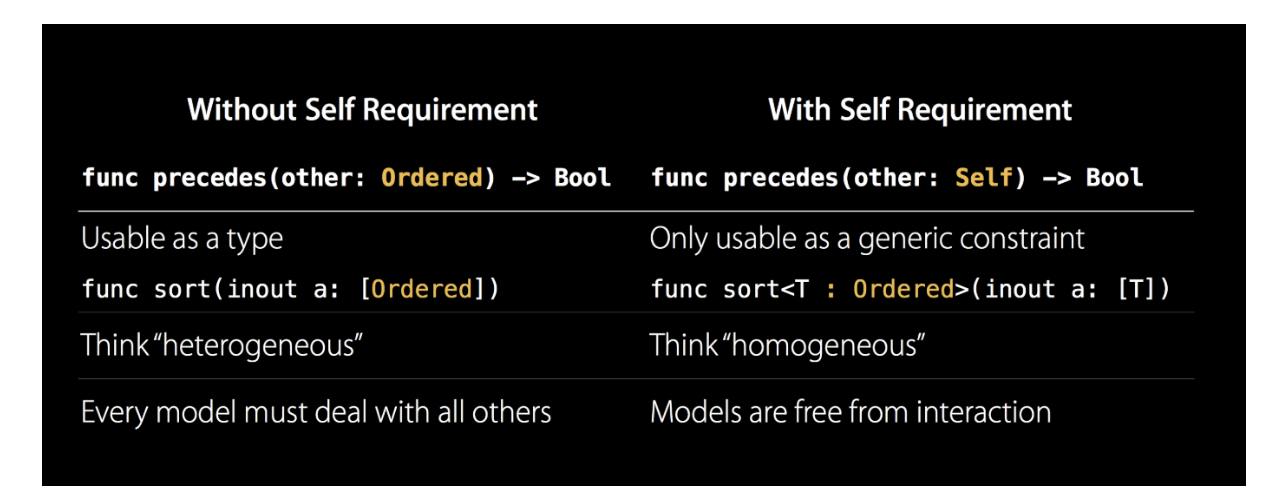 Without Self Requirement
With Self Requirement
func precedes(other: Ordered) –> Bool
func precedes(other: Self) –> Bool
Usable as a type
Only usable as a generic constraint
func sort(inout a: [Ordered])
func sort<T : Ordered>(inout a: [T])
Think “heterogeneous”
Think “homogeneous”
Every model must deal with all others
Models are free from interaction